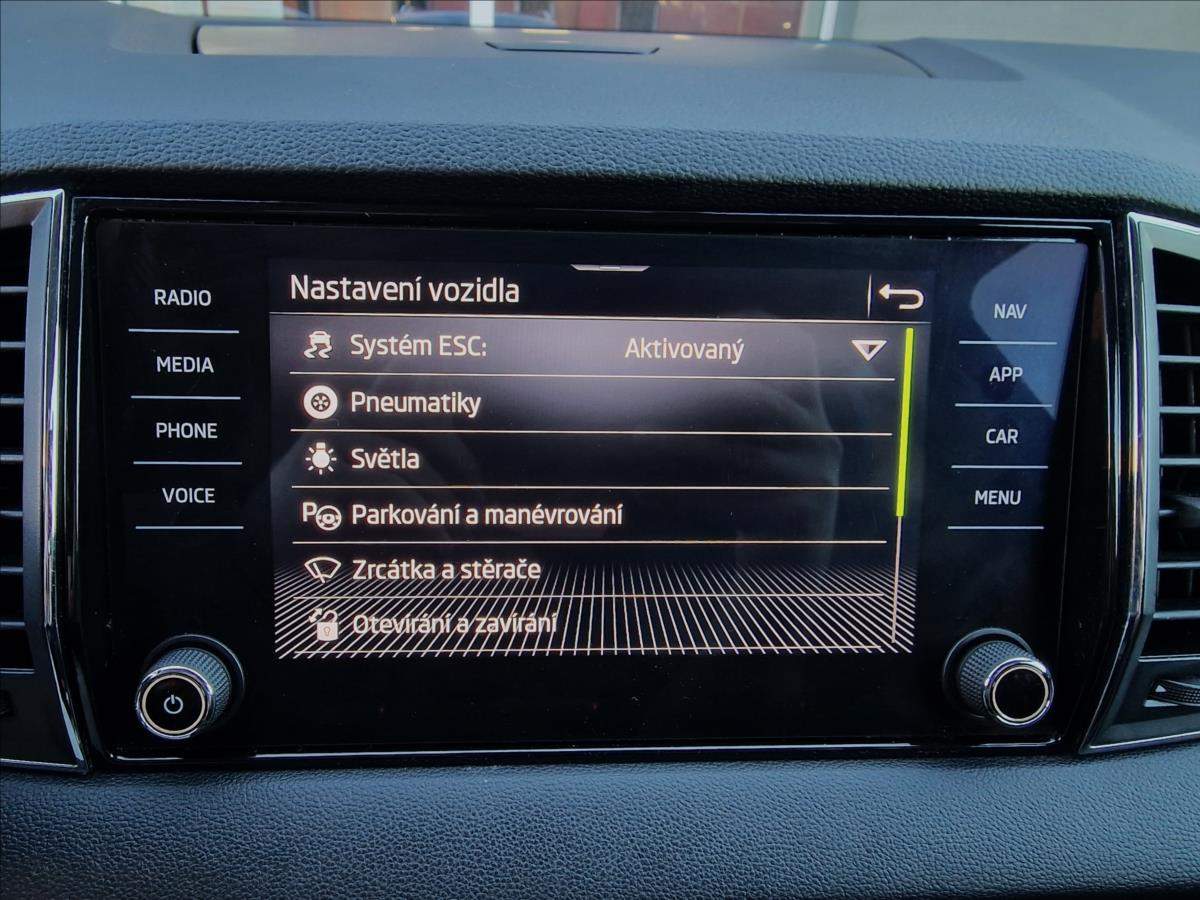 RADIO
MEDIA
PHONE
VOICE
Nastavení vozidla
Systém ESC: Aktivovaný
Pneumatiky
Světla
P Parkování a manévrování
Zrcátka a stěrače
Otevírání a zavírání
NAV
APP
CAR
MENU